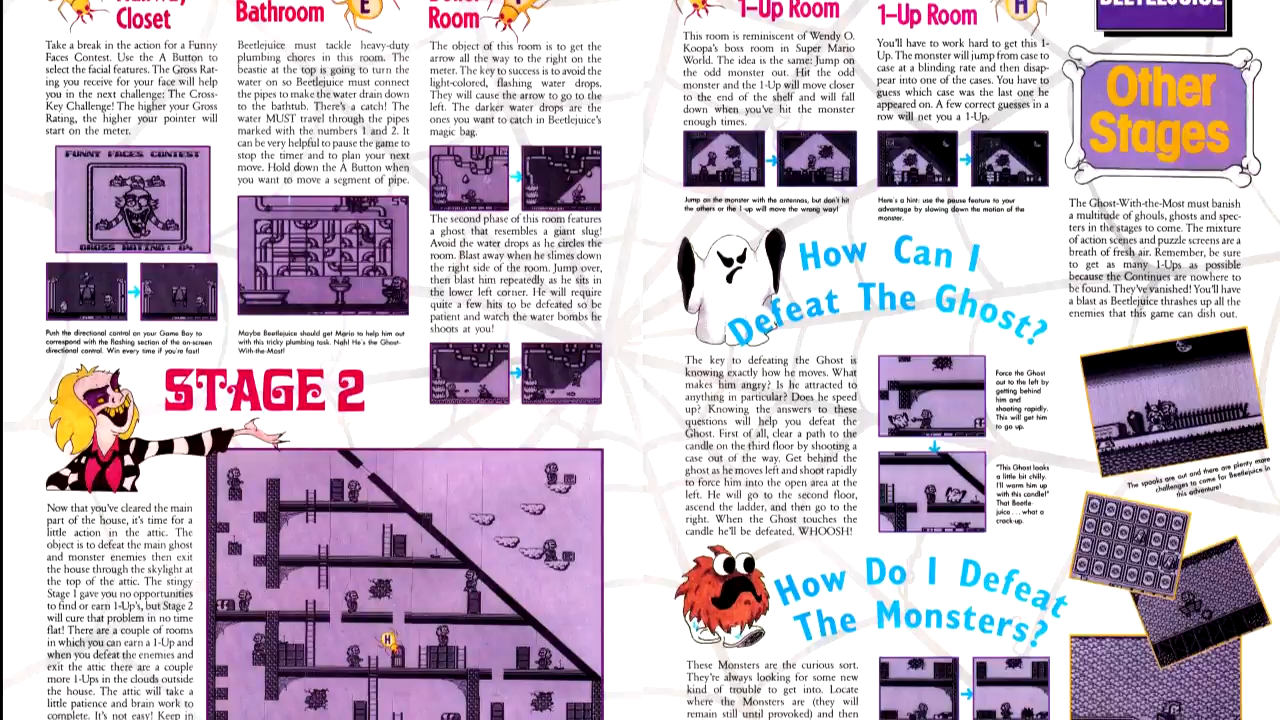 Closet
Take a break in the action for a Funny
Faces Contest. Use the A Button to
select the facial features. The Gross Rat-
ing you receive for your face will help
you in the next challenge: The Cross-
Key Challenge! The higher your Gross
Rating, the higher your pointer will
start on the meter.
FUNNY FACES CONTEST
GROSS RATING:
Push the directional control on your Game Boy to
correspond with the flashing section of the on-screen
directional control. Win every time if you're fast!
Bathroom
E
Beetlejuice must tackle heavy-duty
plumbing chores in this room. The
beastie at the top is going to turn the
water on so Beetlejuice must connect
the pipes to make the water drain down
to the bathtub. There's a catch! The
water MUST travel through the pipes
marked with the numbers 1 and 2. It
can be very helpful to pause the game to
stop the timer and to plan your next
move. Hold down the A Button when
you want to move a segment of pipe.
Maybe Beetlejuice should get Mario to help him out
with this tricky plumbing task. Nah! He's the Ghost-
With-the-Most!
Room
The object of this room is to get the
arrow all the way to the right on the
meter. The key to success is to avoid the
light-colored, flashing water drops.
They will cause the arrow to go to the
left. The darker water drops are the
ones you want to catch in Beetlejuice's
magic bag.
The second phase of this room features
a ghost that resembles a giant slug!
Avoid the water drops as he circles the
room. Blast away when he slimes down
the right side of the room. Jump over,
then blast him repeatedly as he sits in
the lower left corner. He will require
quite a few hits to be defeated so be
patient and watch the water bombs he
shoots at you!
STAGE 2
Now that you've cleared the main
part of the house, it's time for a
little action in the attic. The
object is to defeat the main ghost
and monster enemies then exit
the house through the skylight at
the top of the attic. The stingy
Stage 1 gave you no opportunities
to find or earn 1-Up's, but Stage 2
will cure that problem in no time
flat! There are a couple of rooms
in which you can earn a 1-Up and
when you defeat the enemies and
exit the attic there are a couple
more 1-Ups in the clouds outside
the house. The attic will take a
little patience and brain work to
complete. It's not easy! Keep in
H
1-Up Room
This room is reminiscent of Wendy O.
Koopa's boss room in Super Mario
World. The idea is the same: Jump on
the odd monster out. Hit the odd
monster and the 1-Up will move closer
to the end of the shelf and will fall
down when you've hit the monster
enough times.
Jump on the monster with the antennas, but don't hit
the others or the 1-up will move the wrong way!
1-Up Room
H
You'll have to work hard to get this 1-
Up. The monster will jump from case to
case at a blinding rate and then disap-
pear into one of the cases. You have to
guess which case was the last one he
appeared on. A few correct guesses in a
row will net you a 1-Up.
Here's a hint: use the pause feature to your
advantage by slowing down the motion of the
monster.
How Can I
Defeat The Ghost?
The key to defeating the Ghost is
knowing exactly how he moves. What
makes him angry? Is he attracted to
anything in particular? Does he speed
up? Knowing the answers to these
questions will help you defeat the
Ghost. First of all, clear a path to the
candle on the third floor by shooting a
case out of the way. Get behind the
ghost as he moves left and shoot rapidly
to force him into the open area at the
left. He will go to the second floor,
ascend the ladder, and then go to the
right. When the Ghost touches the
candle he'll be defeated. WHOOSH!
Force the Ghost
out to the left by
getting behind
him and
shooting rapidly.
This will get him
to go up.
"This Ghost looks
a little bit chilly.
I'll warm him up
with this candle!"
That Beetle-
juice . . . what a
crack-up.
How Do I Defeat
The Monsters?
These Monsters are the curious sort.
They're always looking for some new
kind of trouble to get into. Locate
where the Monsters are (they will
remain still until provoked) and then
BEETLEJUICE
Other
Stages
The Ghost-With-the-Most must banish
a multitude of ghouls, ghosts and spec-
ters in the stages to come. The mixture
of action scenes and puzzle screens are a
breath of fresh air. Remember, be sure
to get as many 1-Ups as possible
because the Continues are nowhere to
be found. They've vanished! You'll have
a blast as Beetlejuice thrashes up all the
enemies that this game can dish out.
The spooks are out and there are plenty more
challenges to come for Beetlejuice in
this adventure!